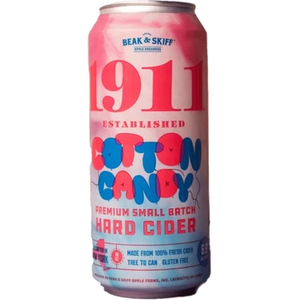 BEAK & SKIFF
APPLE ORCHARDS
1911
ESTABLISHED
COTTON
CANDY
PREMIUM SMALL BATCH
HARD CIDER
MADE FROM 100% FRESH CIDER
TREE TO CAN GLUTEN FREE